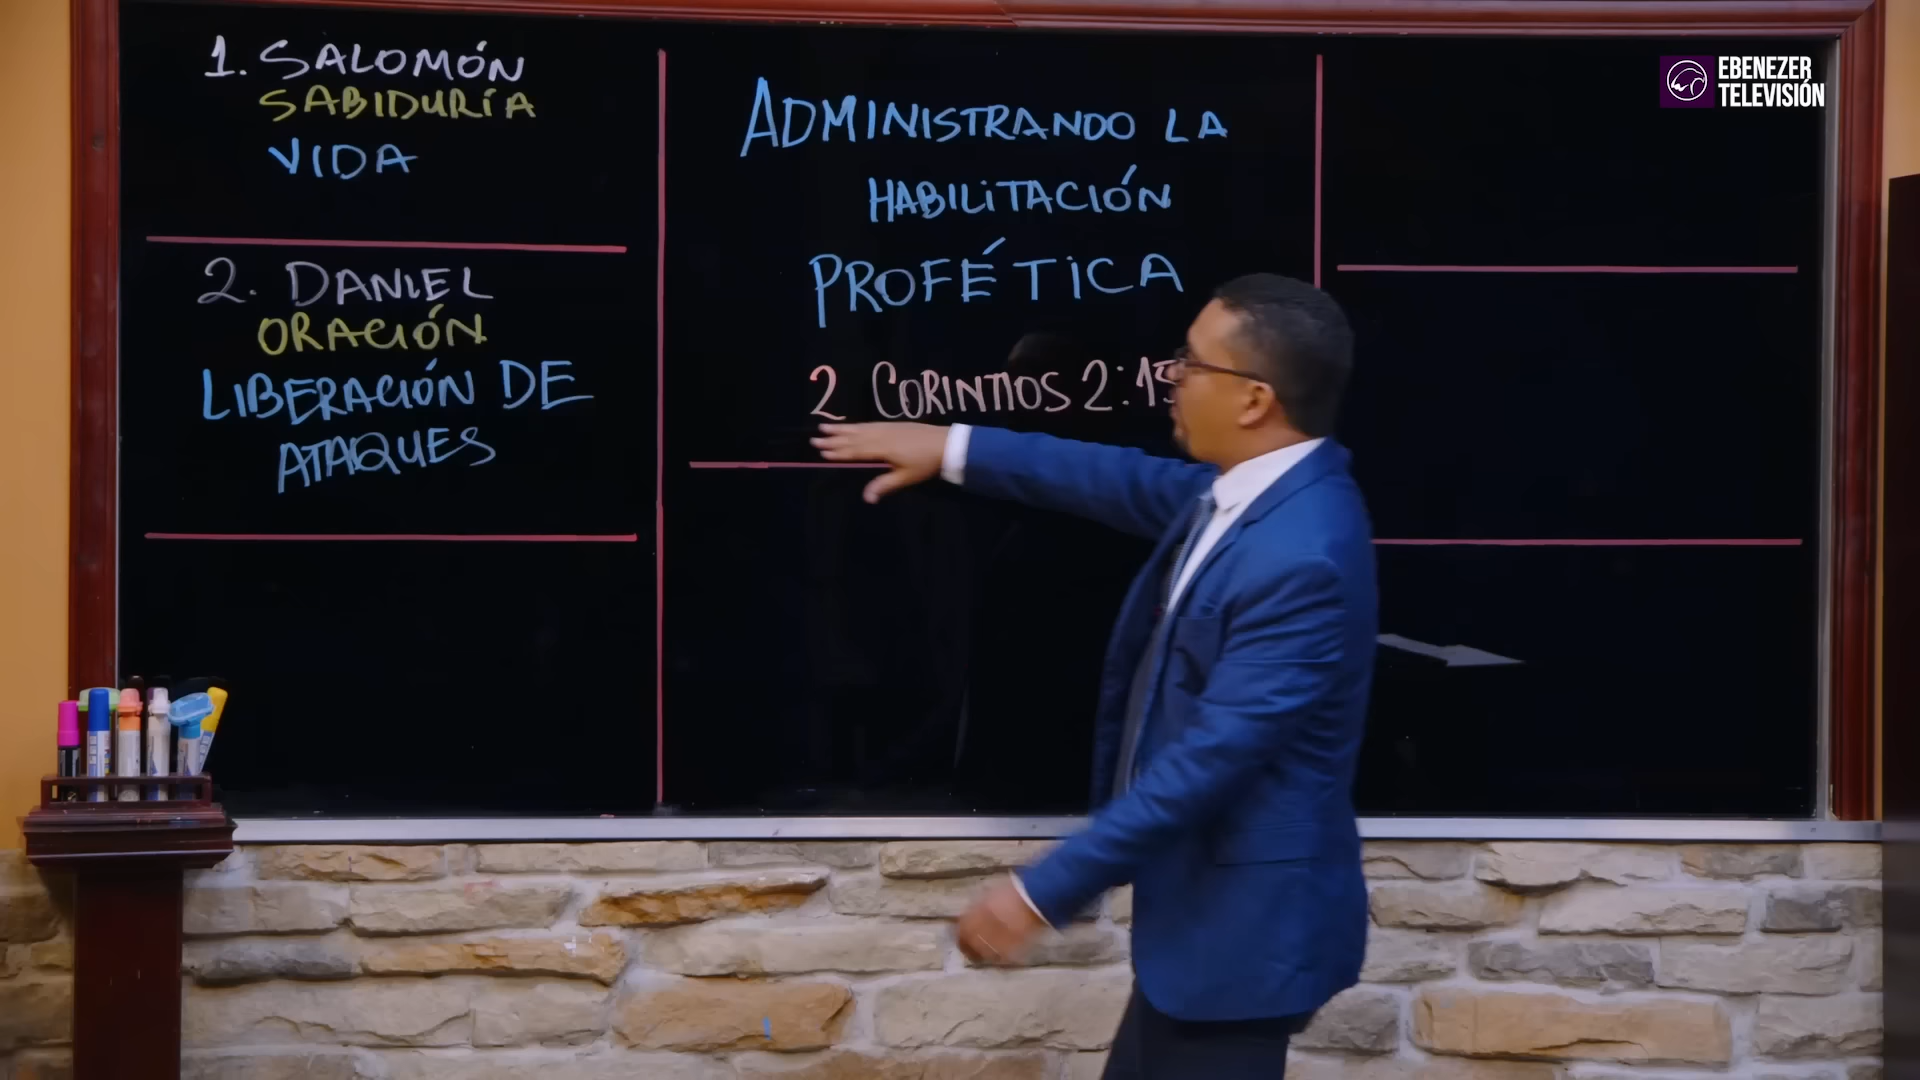 1. SALOMÓN
SABIDURÍA
VIDA
2. DANIEL
ORACIÓN
LIBERACIÓN DE
ATAQUES
ADMINISTRANDO LA
HABILITACIÓN
PROFÉTICA
2 CORINTIOS 2:15
EBENEZER
TELEVISIÓN